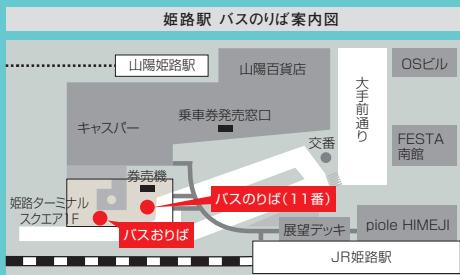 姫路駅 バスのりば案内図
山陽姫路駅
山陽百貨店
大手前通り
OSビル
キャスパー
乗車券発売窓口
交番
FESTA
南館
券売機
姫路ターミナル
スクエア1F
バスのりば(11番)
バスおりば
展望デッキ
piole HIMEJI
JR姫路駅